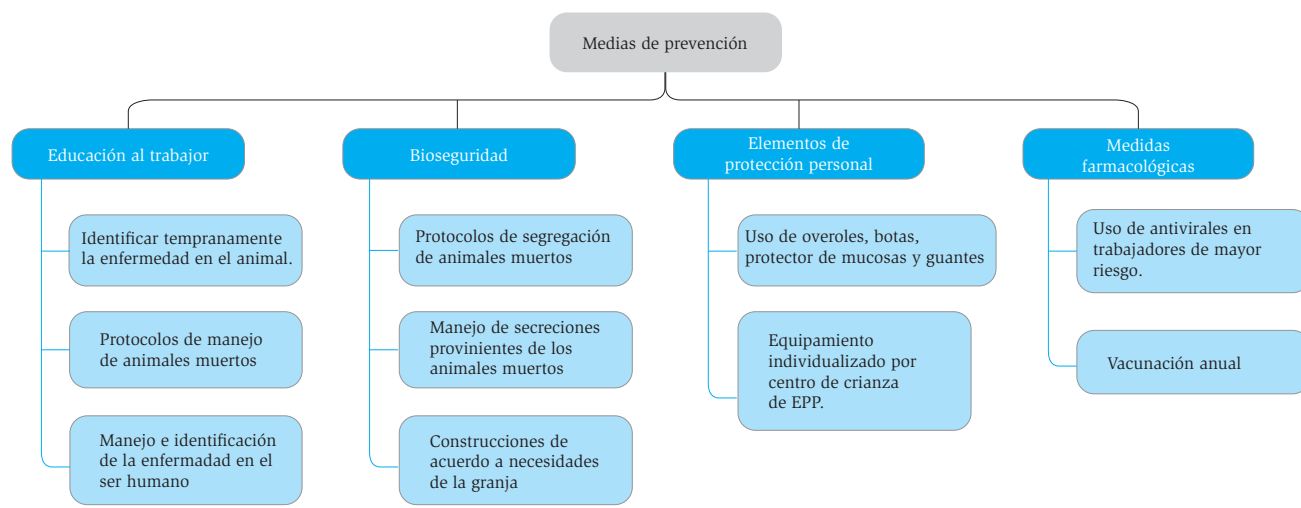 Medias de prevención
Educación al trabajor
Identificar tempranamente
la enfermedad en el animal.
Protocolos de manejo
de animales muertos
Manejo e identificación
de la enfermadad en el
ser humano
Bioseguridad
Protocolos de segregación
de animales muertos
Manejo de secreciones
provinientes de los
animales muertos
Construcciones de
acuerdo a necesidades
de la granja
Elementos de
protección personal
Uso de overoles, botas,
protector de mucosas y guantes
Equipamiento
individualizado por
centro de crianza
de EPP.
Medidas
farmacológicas
Uso de antivirales en
trabajadores de mayor
riesgo.
Vacunación anual